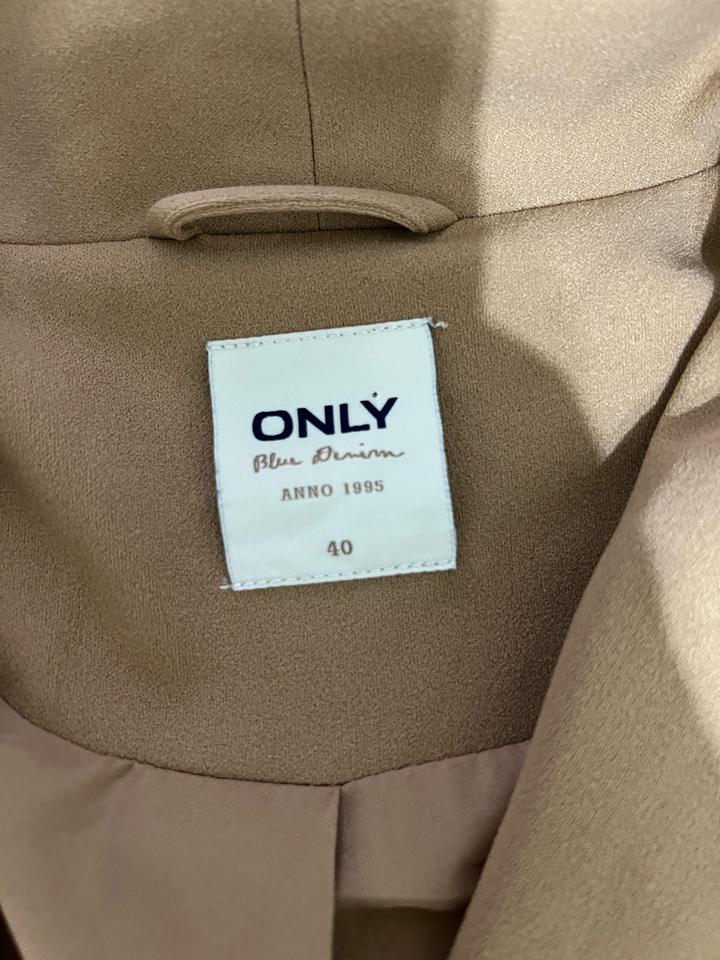 ONLY
Blue Denim
ANNO 1995
40